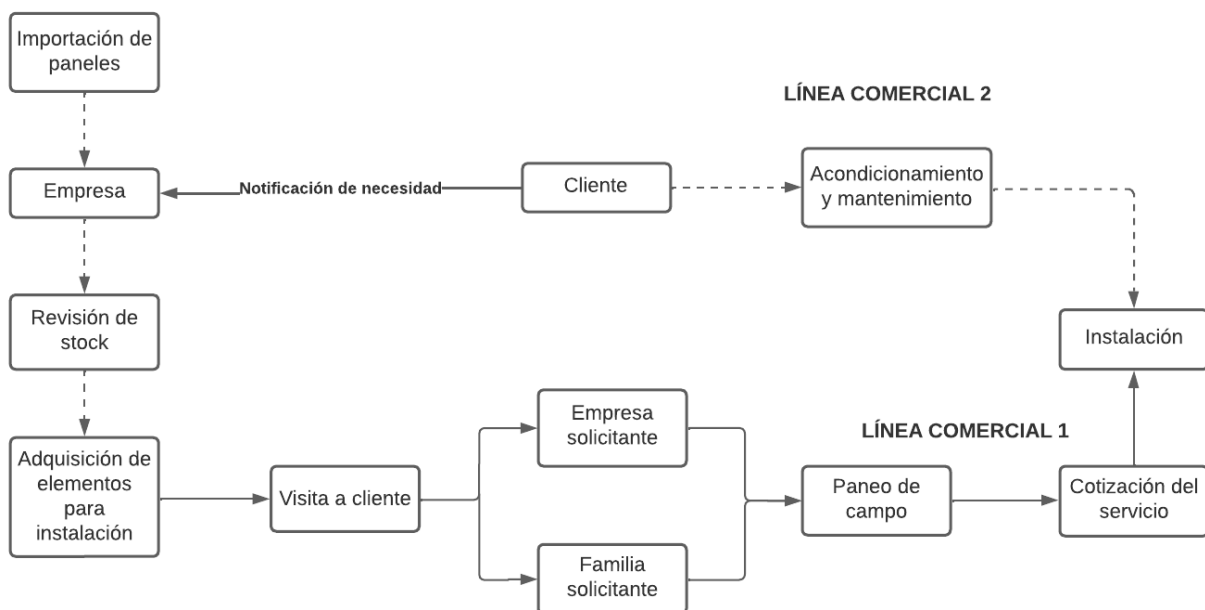 Importación de
paneles
LÍNEA COMERCIAL 2
Empresa
Notificación de necesidad
Cliente
Acondicionamiento
y mantenimiento
Revisión de
stock
Instalación
Empresa
solicitante
LÍNEA COMERCIAL 1
Adquisición de
elementos
para
instalación
Visita a cliente
Paneo de
campo
Cotización del
servicio
Familia
solicitante